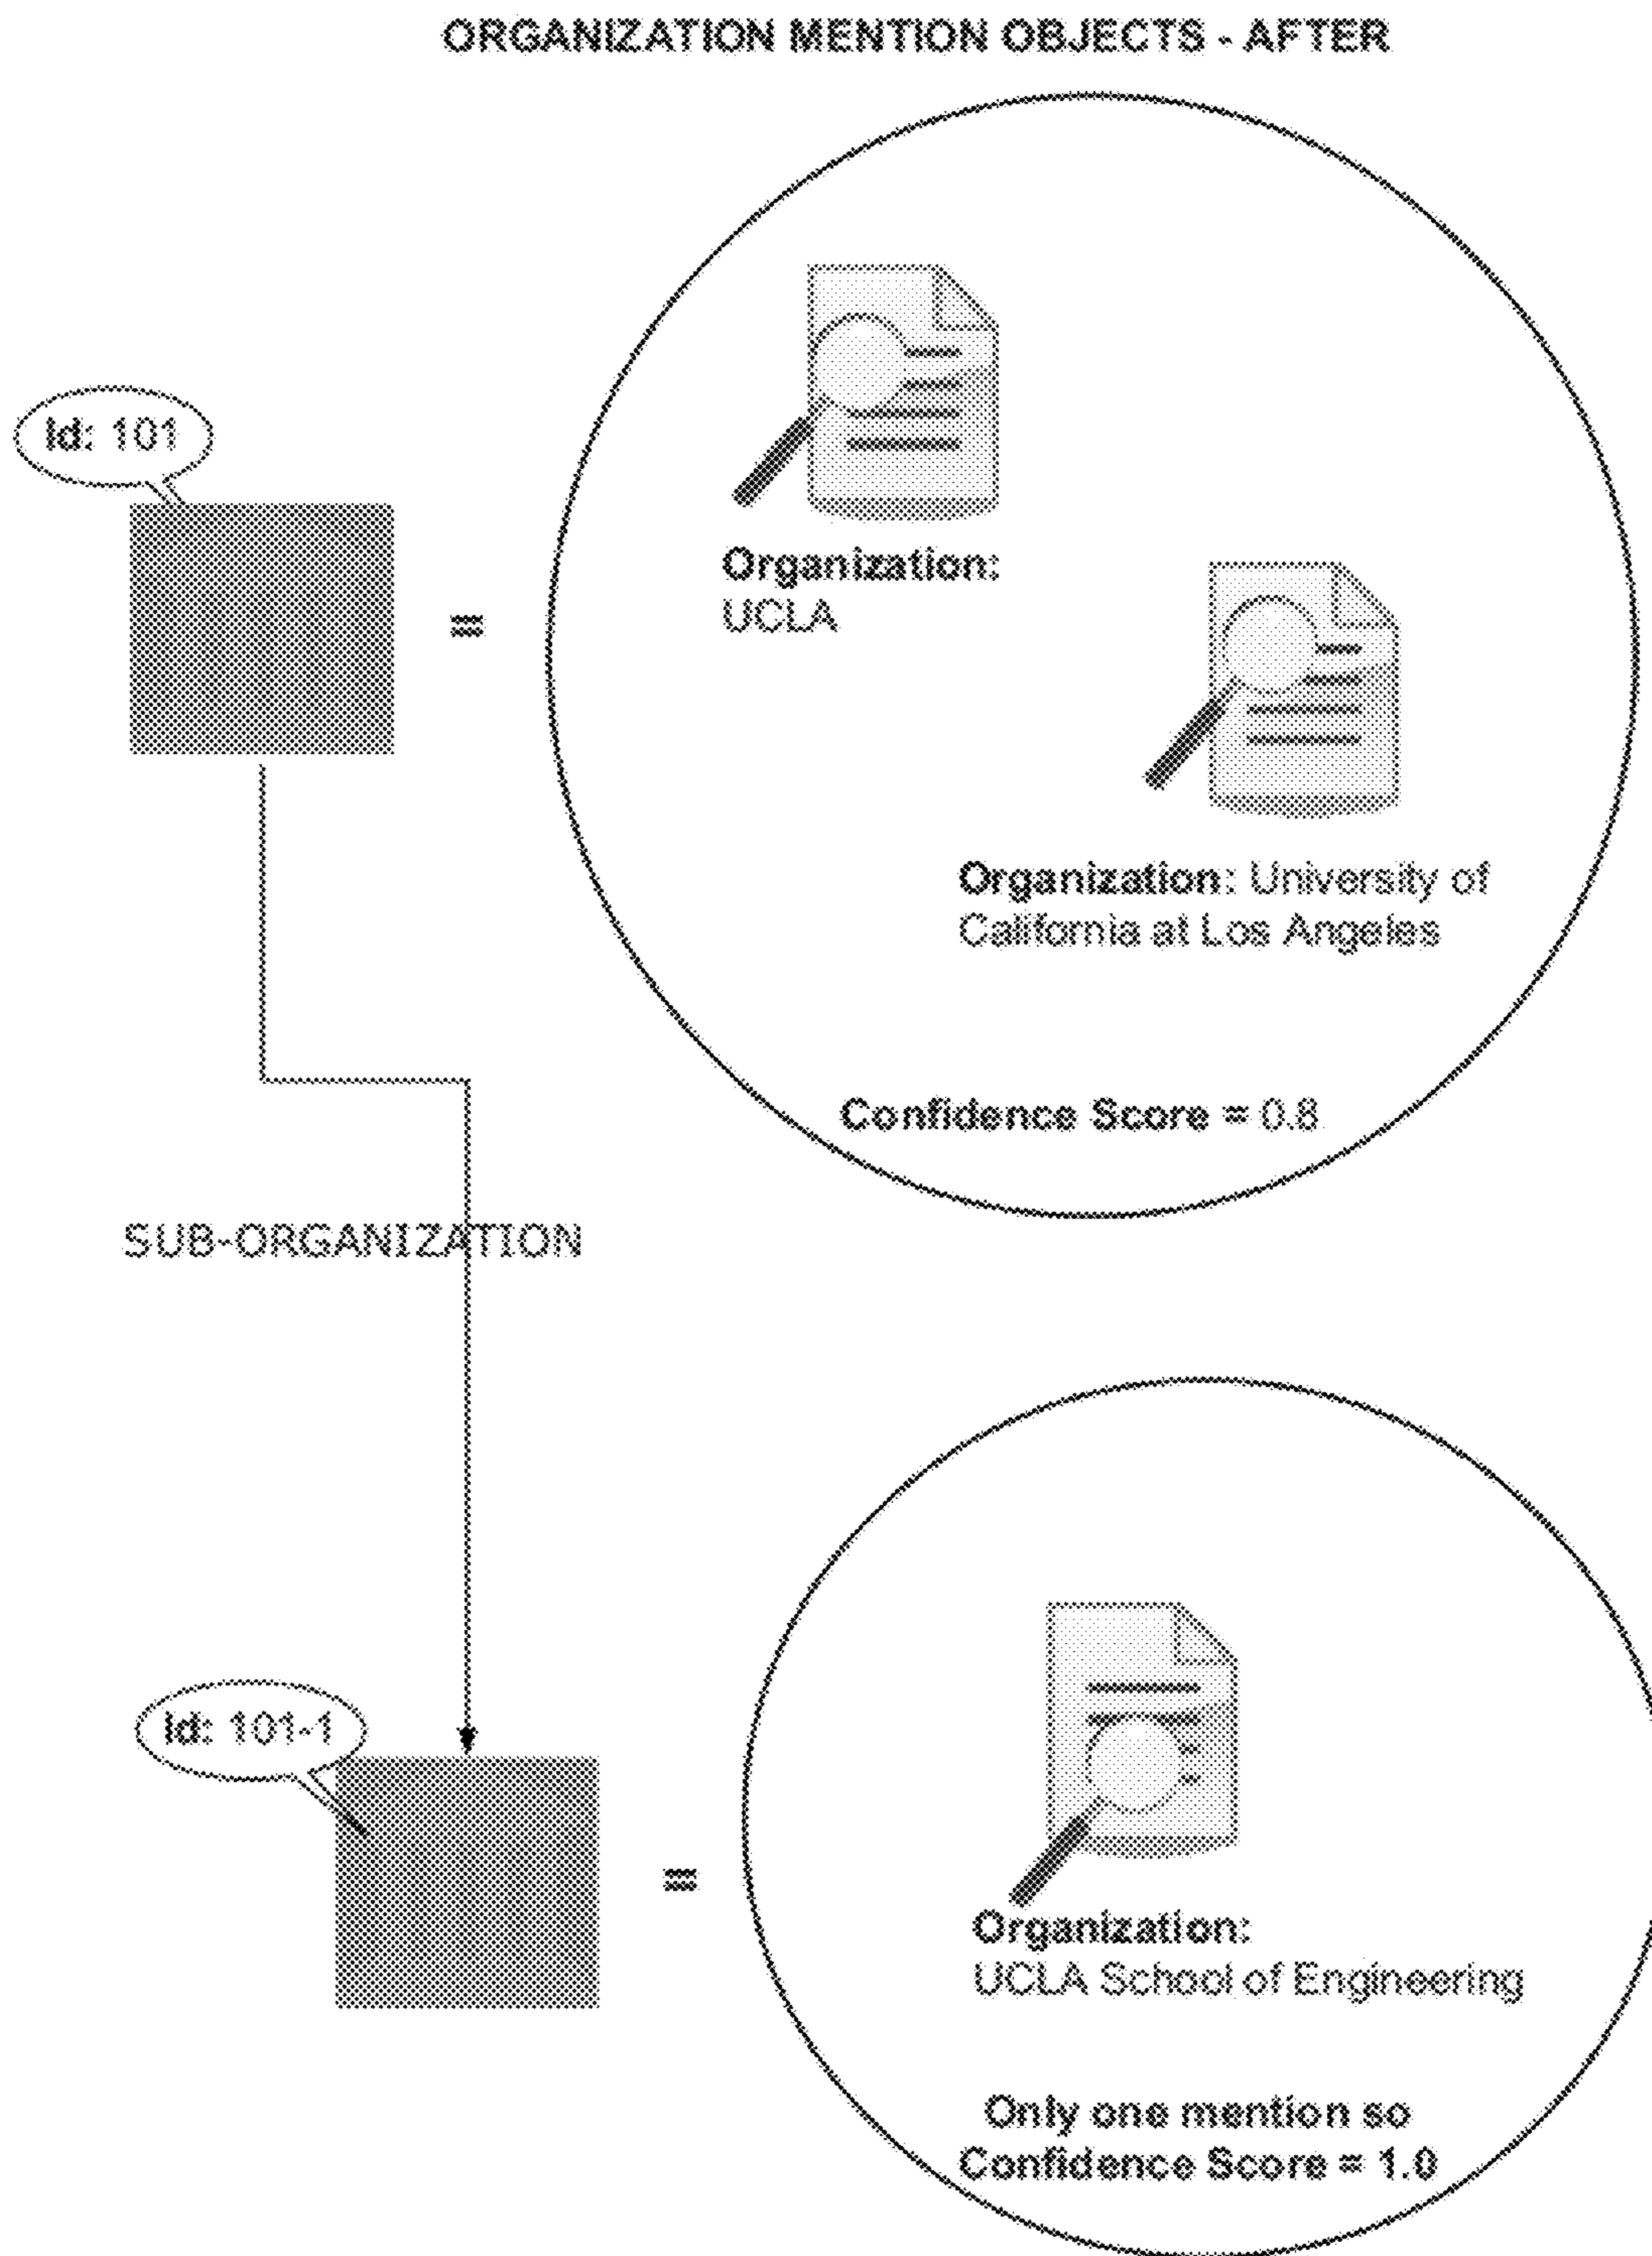 ORGANIZATION MENTION OBJECTS - AFTER
Id: 101
=
Organization:
UCLA
Organization: University of
California at Los Angeles
Confidence Score = 0.8
SUB-ORGANIZATION
Id: 101-1
=
Organization:
UCLA School of Engineering
Only one mention so
Confidence Score = 1.0